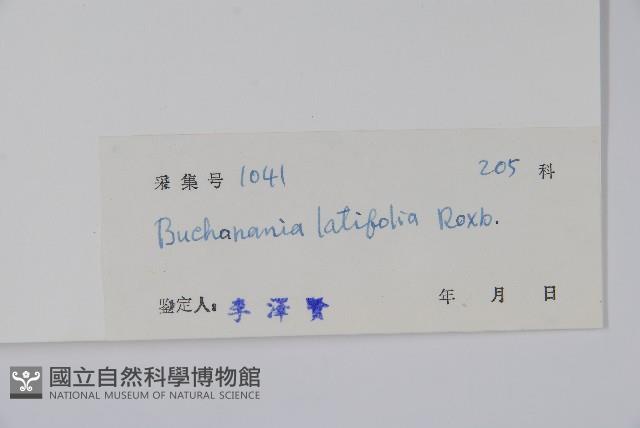 采集号 1041 205 科
Buchanania latifolia Roxb.
鉴定人: 李澤賢 年 月 日
國立自然科學博物館
NATIONAL MUSEUM OF NATURAL SCIENCE